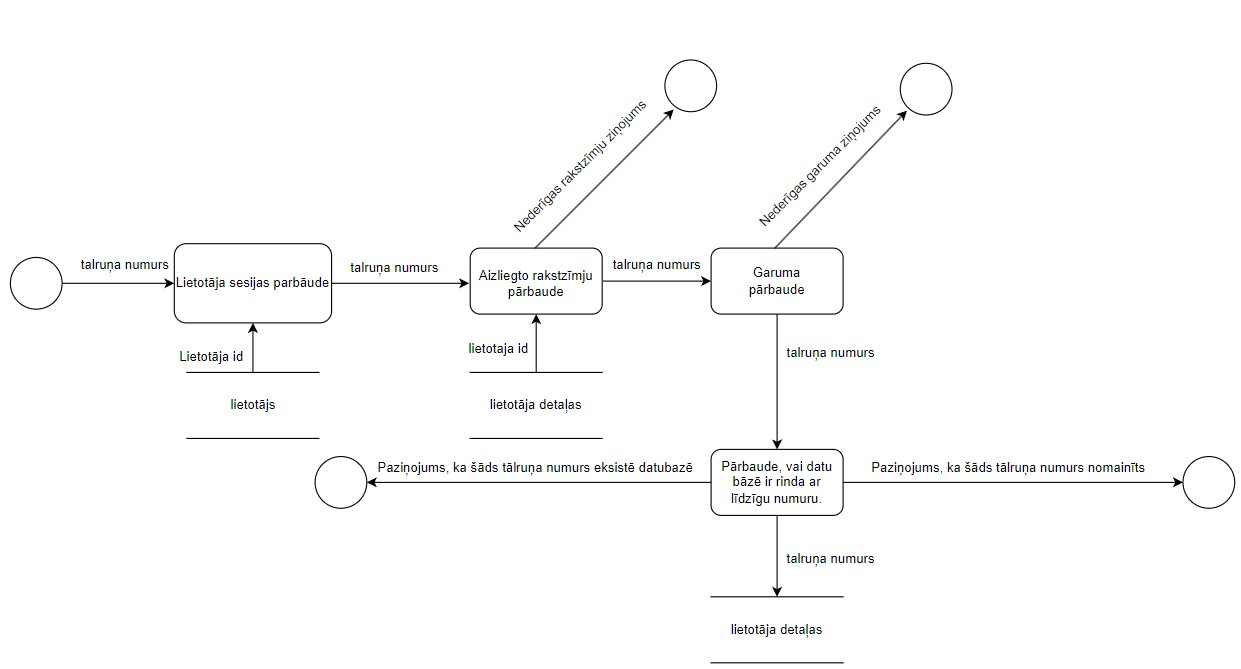 Nederīgas rakstzīmju ziņojums
Nederīgas garuma ziņojums
talruņa numurs
Lietotāja sesijas parbāude
talruņa numurs
Aizliegto rakstzīmju
pārbaude
talruņa numurs
Garuma
pārbaude
Lietotāja id
lietotaja id
talruņa numurs
lietotājs
lietotāja detaļas
Paziņojums, ka šāds tālruņa numurs eksistē datubazē
Pārbaude, vai datu
bāzē ir rinda ar
līdzīgu numuru.
Paziņojums, ka šāds tālruņa numurs nomainīts
talruņa numurs
lietotāja detaļas